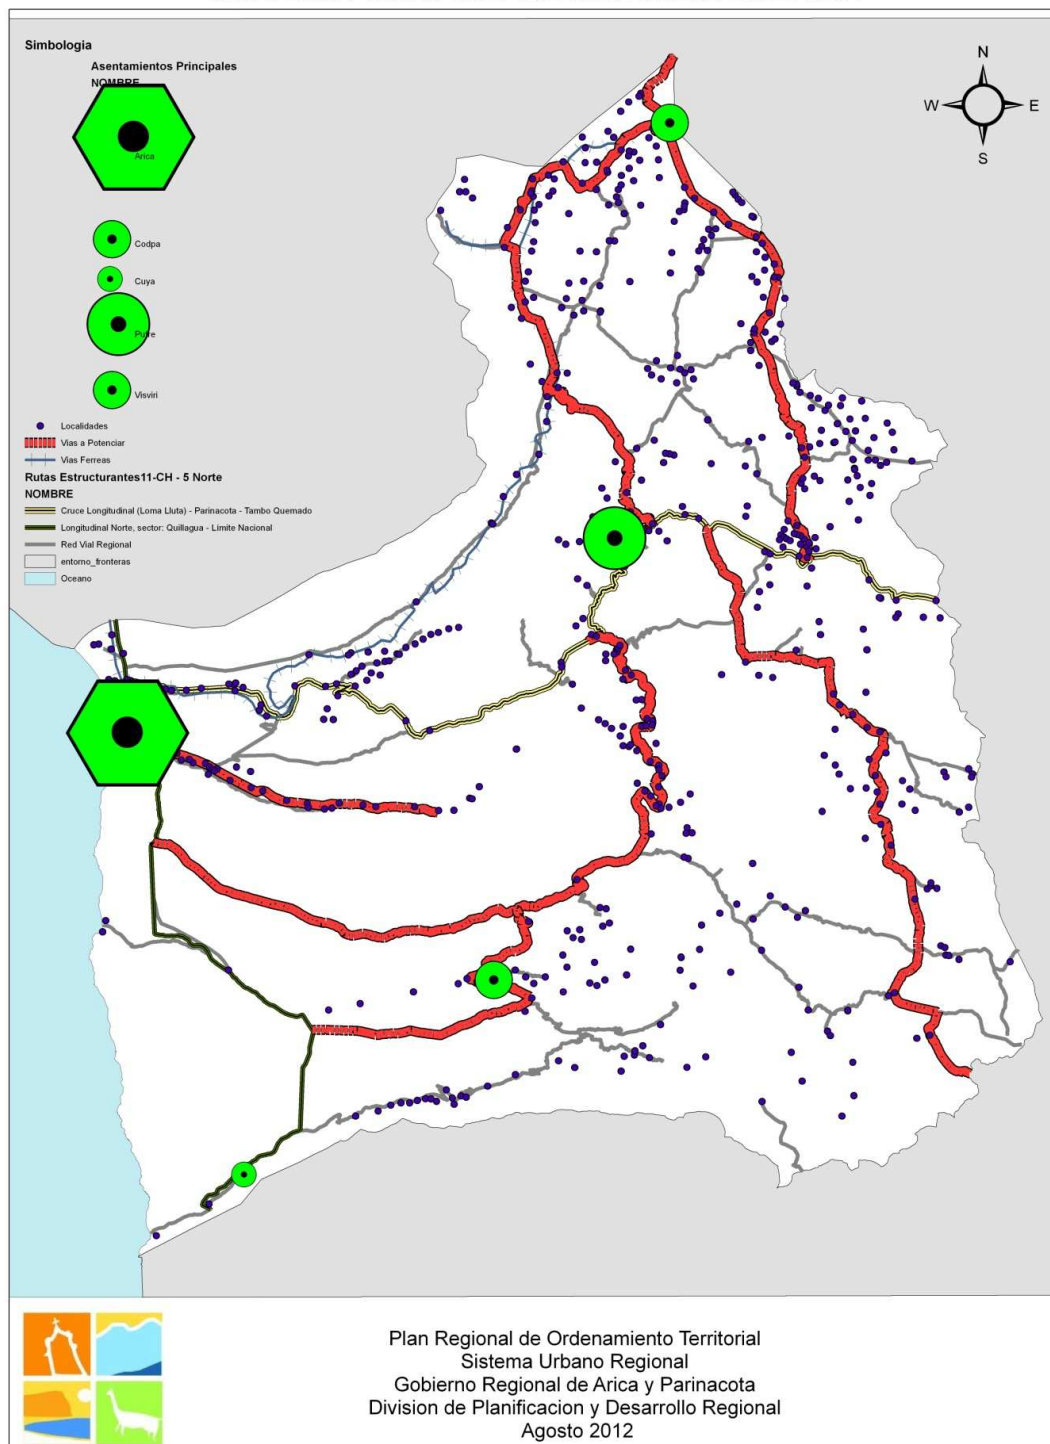 Simbologia
Asentamientos Principales
NOMBRE
Arica
Codpa
Cuya
Putre
Visviri
Localidades
Vias a Potenciar
Vias Ferreas
Rutas Estructurantes11-CH - 5 Norte
NOMBRE
Cruce Longitudinal (Loma Lluta) - Parinacota - Tambo Quemado
Longitudinal Norte, sector: Quillagua - Limite Nacional
Red Vial Regional
entorno_fronteras
Oceano
N
W
E
S
Plan Regional de Ordenamiento Territorial
Sistema Urbano Regional
Gobierno Regional de Arica y Parinacota
Division de Planificacion y Desarrollo Regional
Agosto 2012